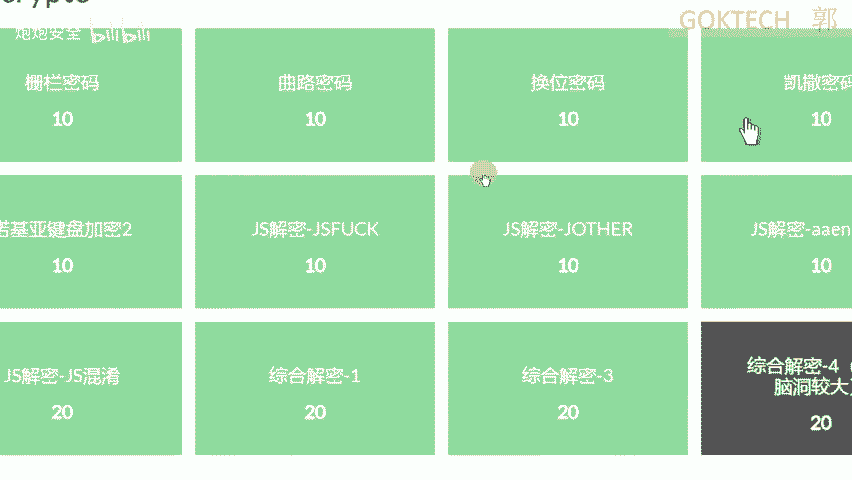 crypto
炮炮安全 bilibili
GOKTECH 郭
栅栏密码
10
曲路密码
10
换位密码
10
凯撒密码
10
诺基亚键盘加密2
10
JS解密-JSFUCK
10
JS解密-JOTHER
10
JS解密-aaen
10
JS解密-JS混淆
20
综合解密-1
20
综合解密-3
20
综合解密-4
脑洞较大
20